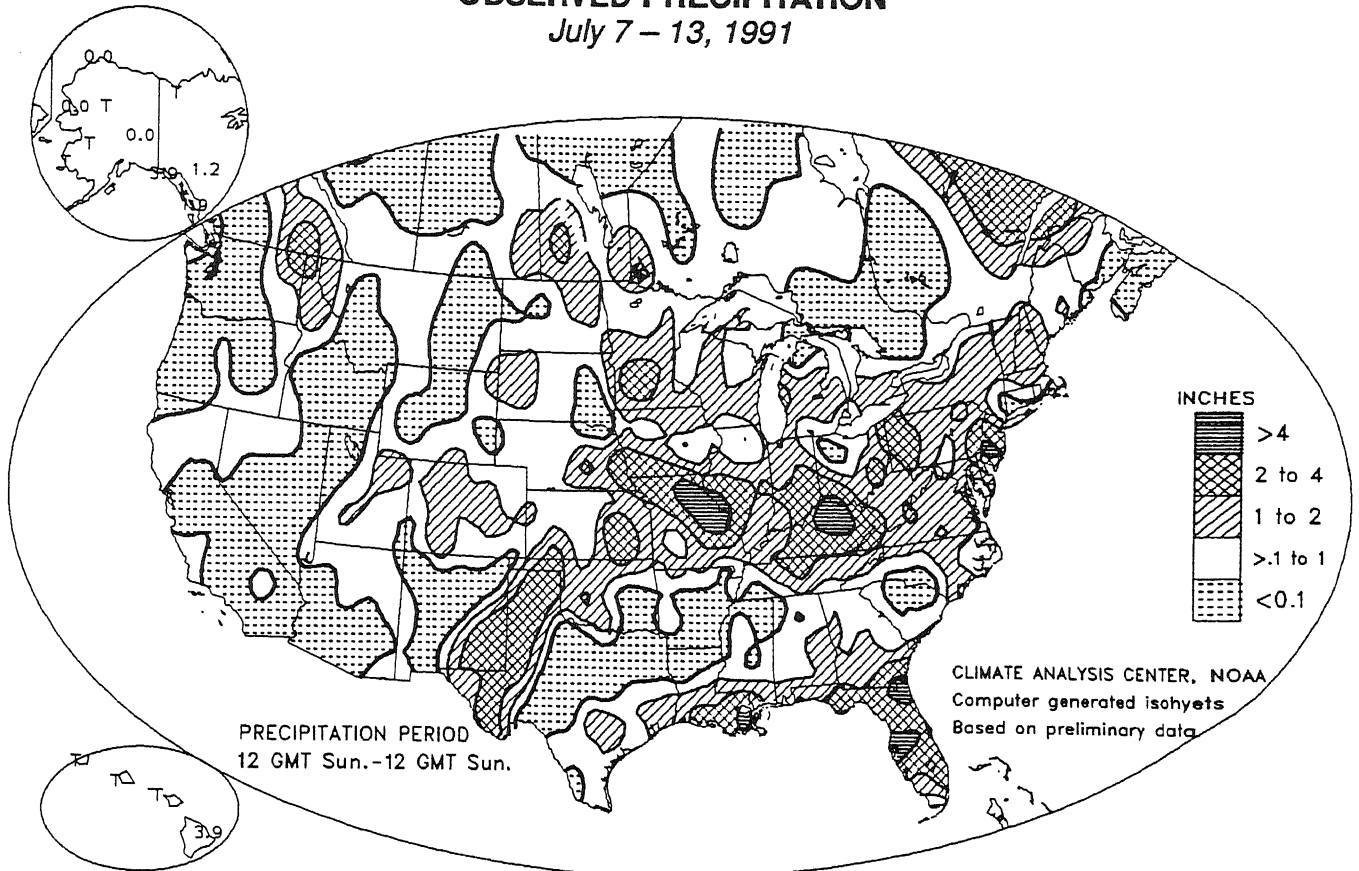 OBSERVED PRECIPITATION
July 7 – 13, 1991
0.0
0.0 T
T
T
0.0
T
1.2
INCHES
>4
2 to 4
1 to 2
>.1 to 1
<0.1
CLIMATE ANALYSIS CENTER, NOAA
Computer generated isohyets
Based on preliminary data
PRECIPITATION PERIOD
12 GMT Sun.-12 GMT Sun.
T
T
T
3.9